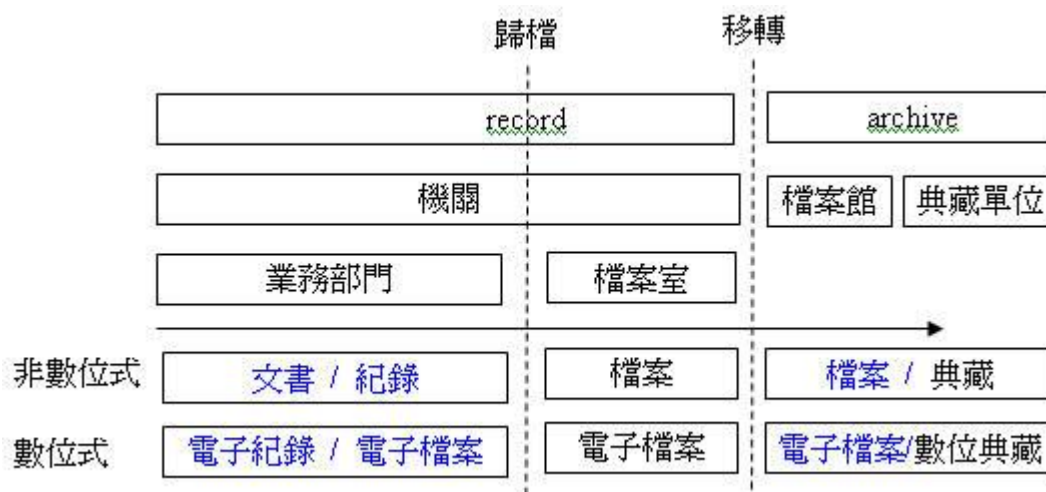 歸檔 移轉
record archive
機關 檔案館 典藏單位
業務部門 檔案室
非數位式 文書 / 紀錄 檔案 檔案 / 典藏
數位式 電子紀錄 / 電子檔案 電子檔案 電子檔案/數位典藏